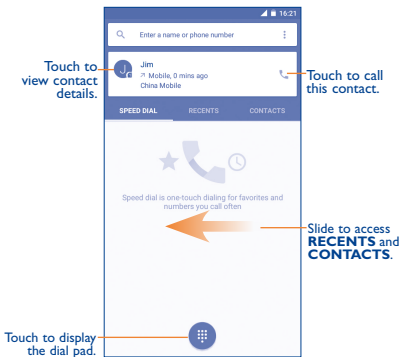 16:21
Enter a name or phone number
Touch to
view contact
details.
J
Jim
Mobile, 0 mins ago
China Mobile
Touch to call
this contact.
SPEED DIAL RECENTS CONTACTS
Speed dial is one-touch dialing for favorites and
numbers you call often
Slide to access
RECENTS and
CONTACTS.
Touch to display
the dial pad.